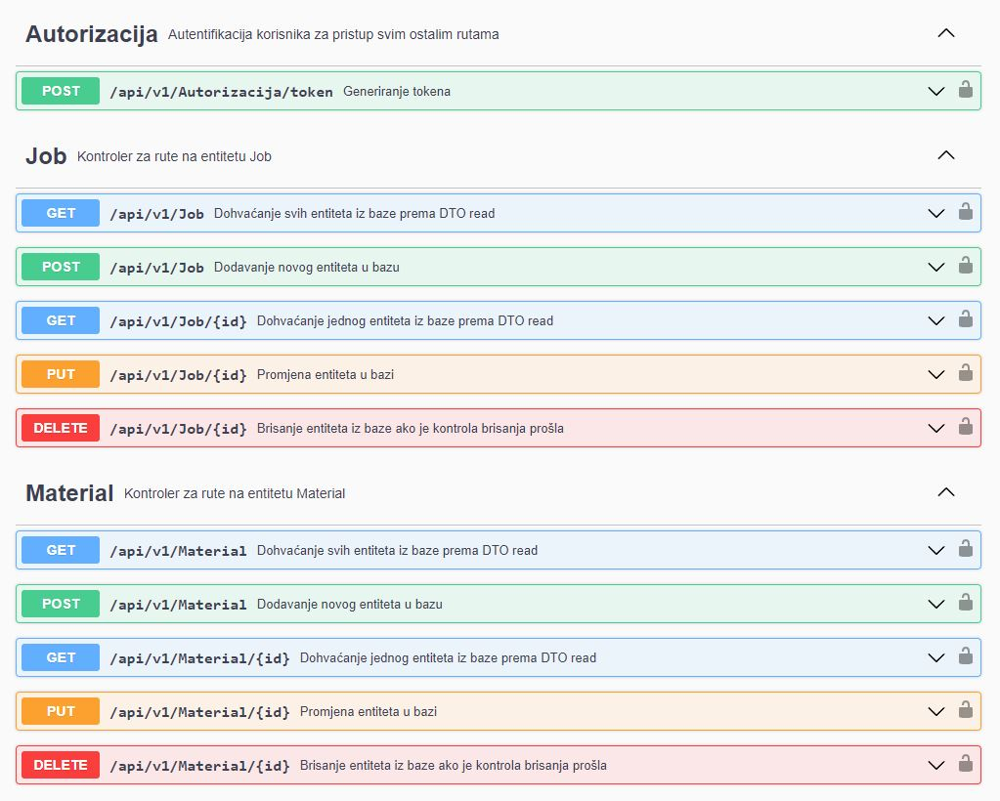 Autorizacija Autentifikacija korisnika za pristup svim ostalim rutama
POST /api/v1/Autorizacija/token Generiranje tokena
Job Kontroler za rute na entitetu Job
GET /api/v1/Job Dohvaćanje svih entiteta iz baze prema DTO read
POST /api/v1/Job Dodavanje novog entiteta u bazu
GET /api/v1/Job/{id} Dohvaćanje jednog entiteta iz baze prema DTO read
PUT /api/v1/Job/{id} Promjena entiteta u bazi
DELETE /api/v1/Job/{id} Brisanje entiteta iz baze ako je kontrola brisanja prošla
Material Kontroler za rute na entitetu Material
GET /api/v1/Material Dohvaćanje svih entiteta iz baze prema DTO read
POST /api/v1/Material Dodavanje novog entiteta u bazu
GET /api/v1/Material/{id} Dohvaćanje jednog entiteta iz baze prema DTO read
PUT /api/v1/Material/{id} Promjena entiteta u bazi
DELETE /api/v1/Material/{id} Brisanje entiteta iz baze ako je kontrola brisanja prošla